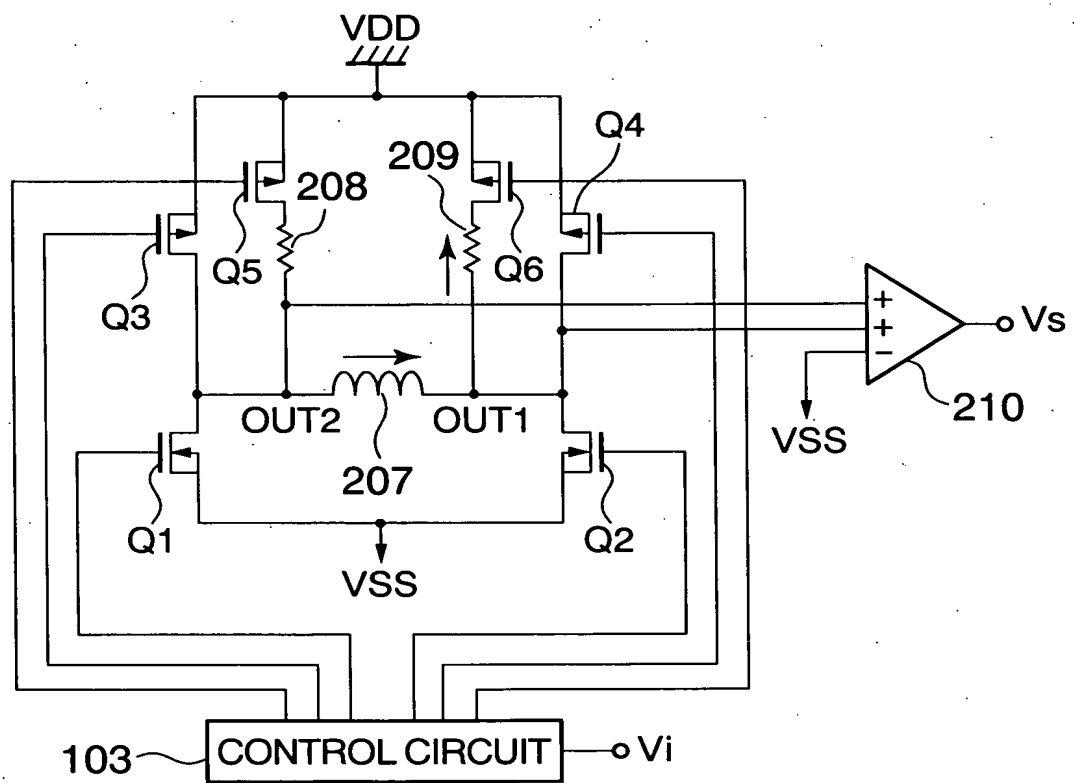 VDD
Q4
209
208
Q5
Q6
Q3
Vs
OUT2
OUT1
210
VSS
207
Q1
Q2
VSS
103
CONTROL CIRCUIT
Vi